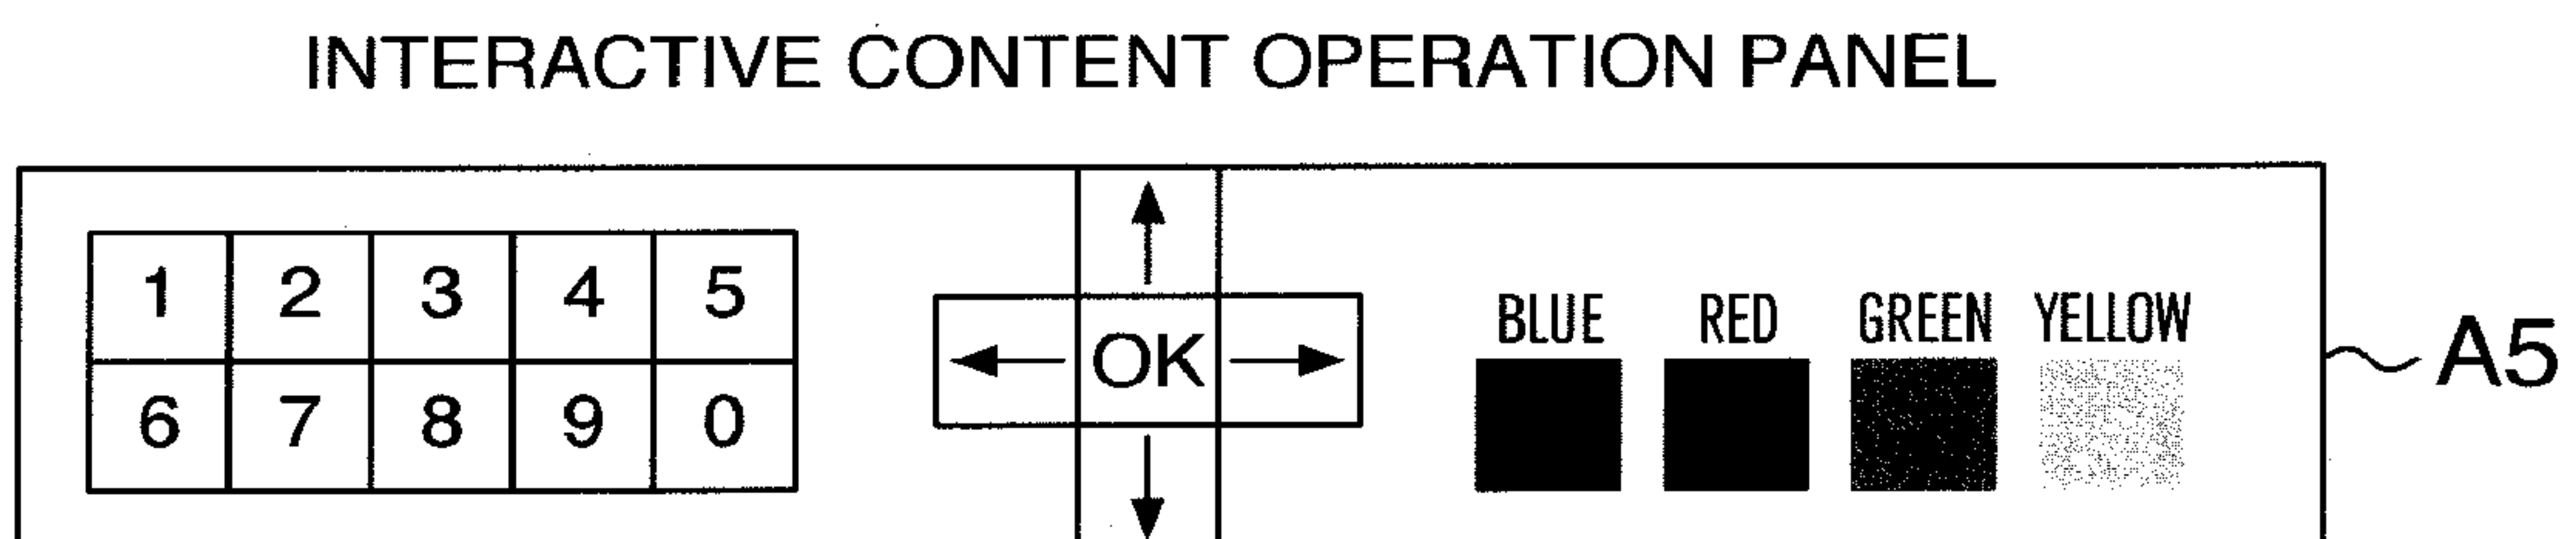 INTERACTIVE CONTENT OPERATION PANEL
1 2 3 4 5
6 7 8 9 0
OK
BLUE RED GREEN YELLOW
A5